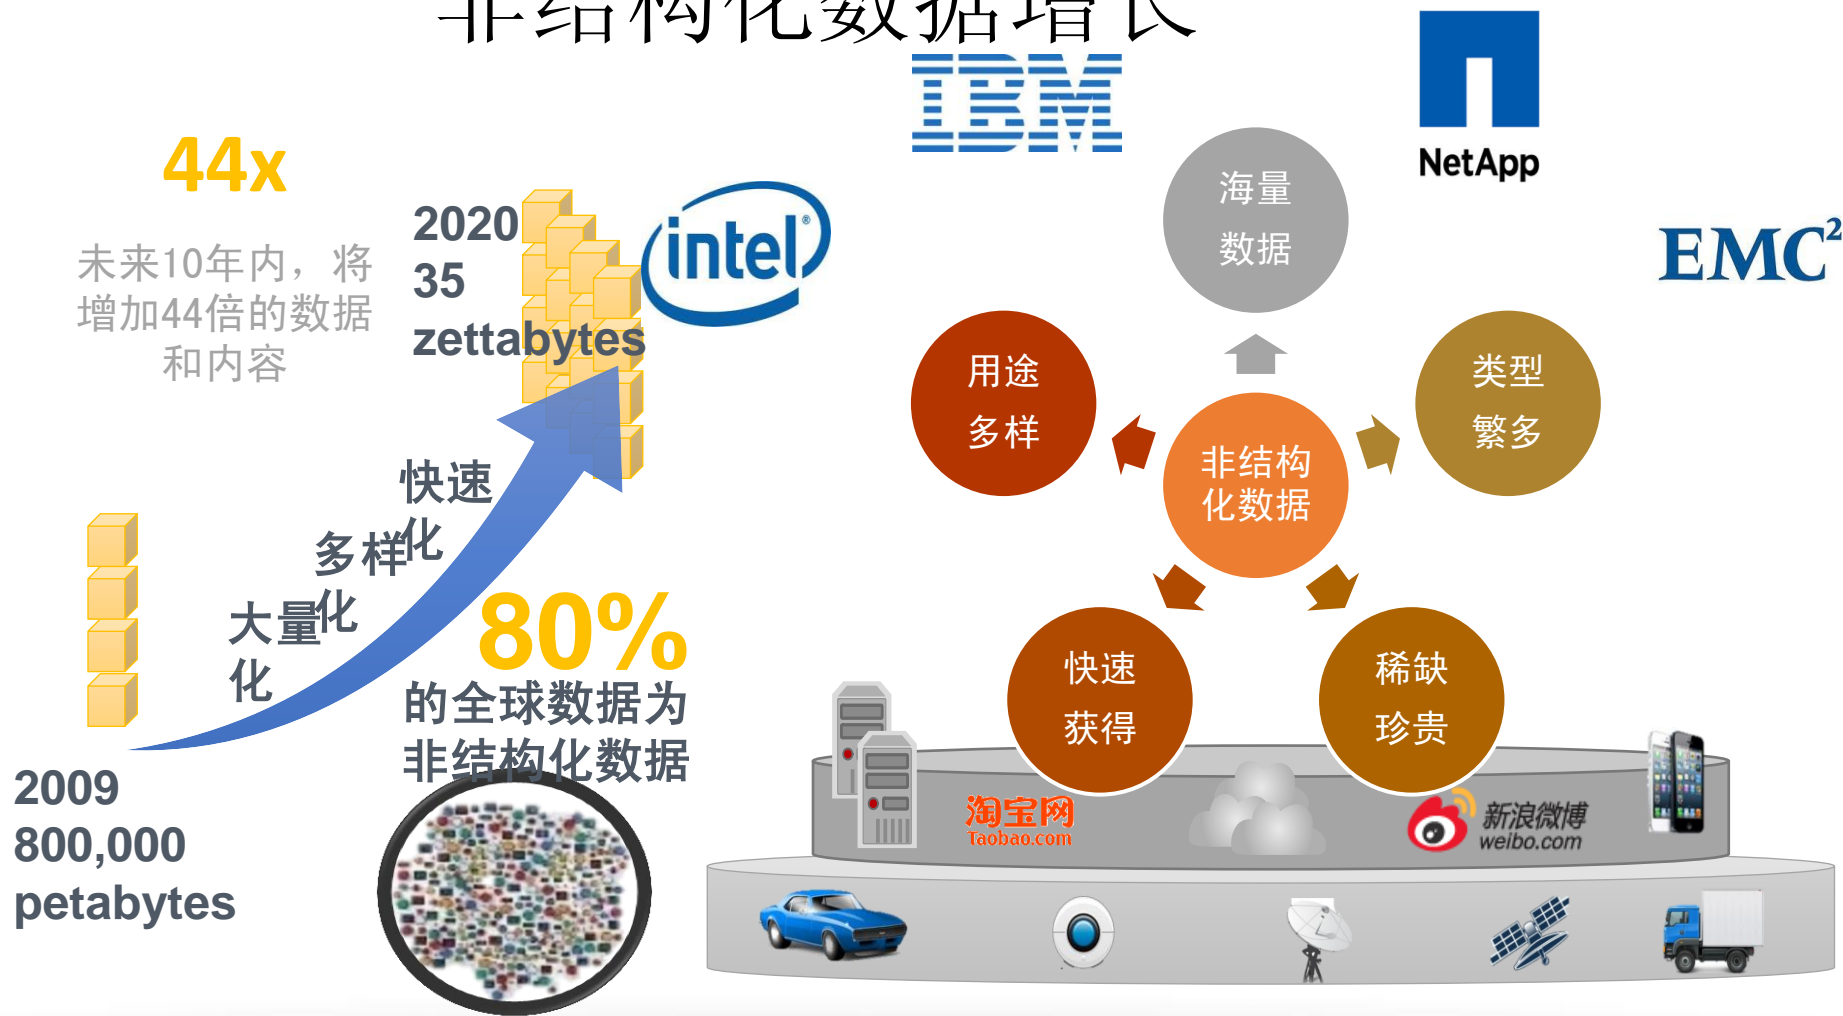 非结构化数据增长
IBM
NetApp
EMC²
intel®
44x
未来10年内，将
增加44倍的数据
和内容
2020
35
zettabytes
快速
化
多样
化
大量
化
2009
800,000
petabytes
80%
的全球数据为
非结构化数据
海量
数据
用途
多样
类型
繁多
非结构
化数据
快速
获得
稀缺
珍贵
淘宝网
Taobao.com
新浪微博
weibo.com